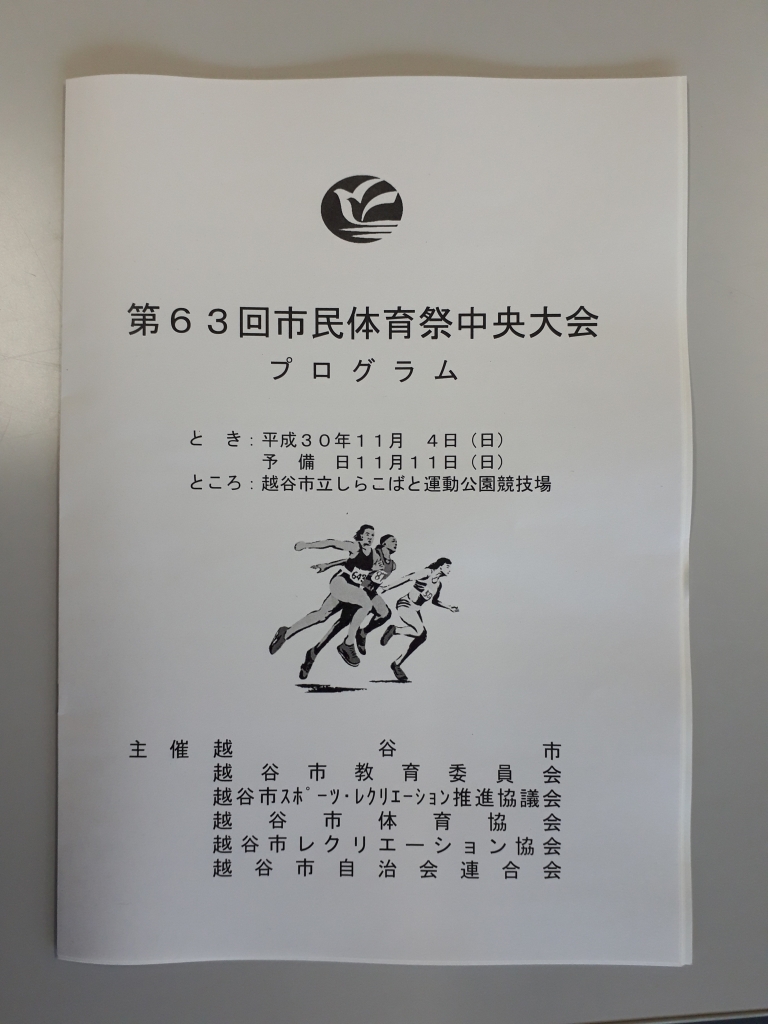 第６３回市民体育祭中央大会
プログラム
と　き：平成３０年１１月　４日（日）
予　備　日１１月１１日（日）
ところ：越谷市立しらこばと運動公園競技場
649
主　催　越　谷　市
越谷市教育委員会
越谷市ｽﾎﾟｰﾂ・ﾚｸﾘｴｰｼｮﾝ推進協議会
越谷市体育協会
越谷市レクリエーション協会
越谷市自治会連合会